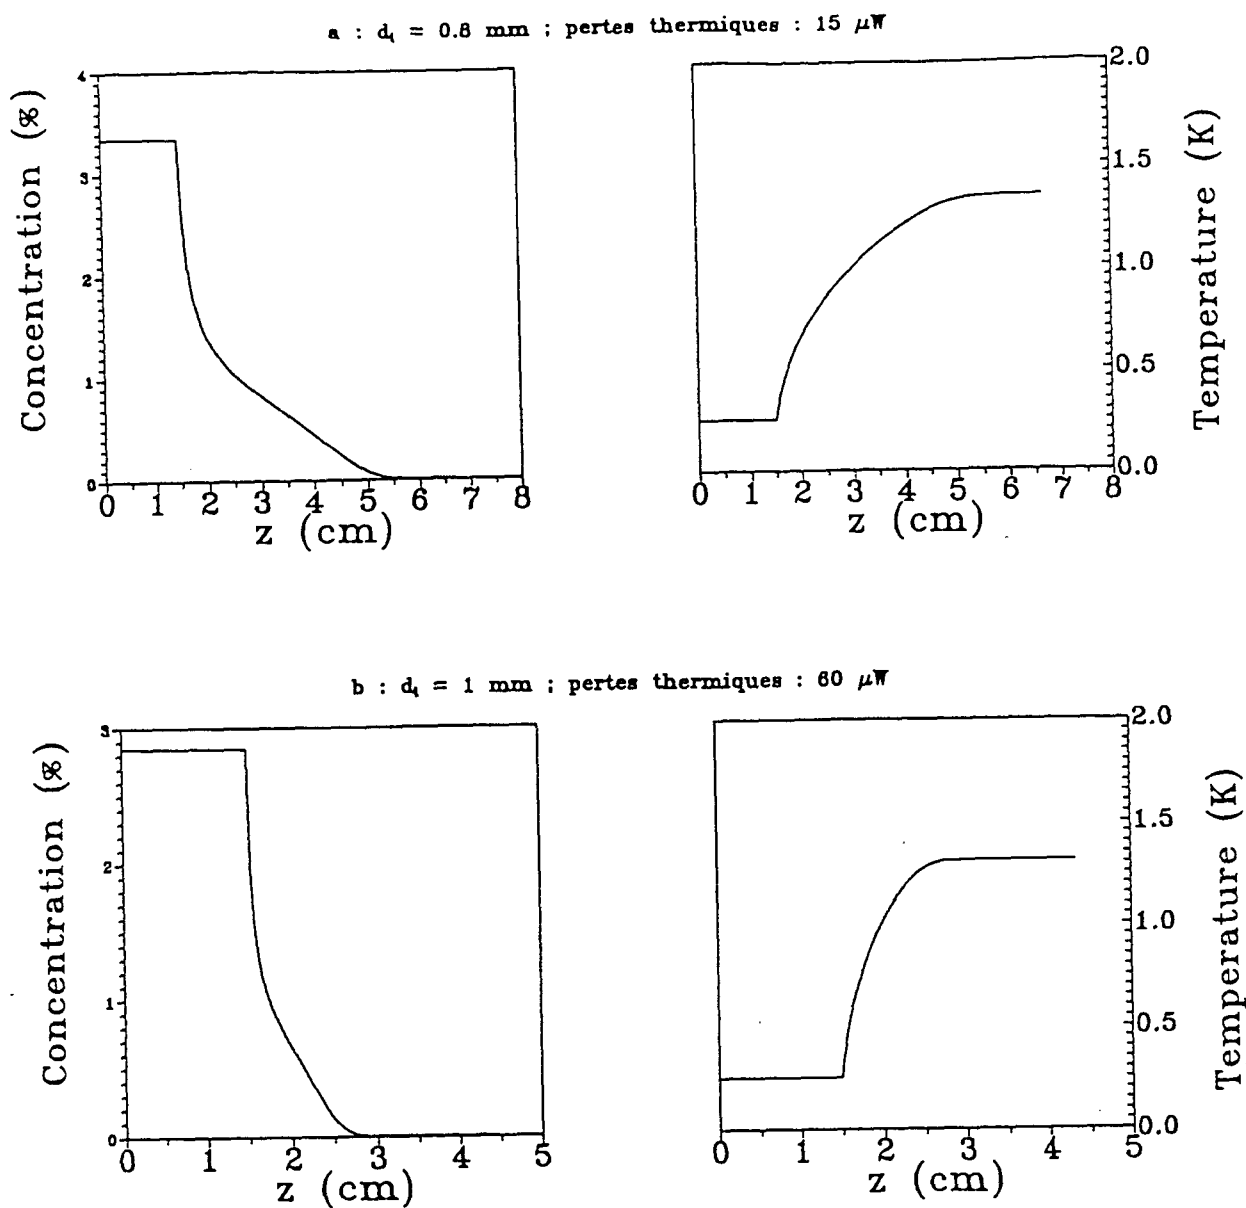 a : d₁ = 0.8 mm ; pertes thermiques : 15 μW
Concentration (%)
4
3
2
1
0
0 1 2 3 4 5 6 7 8
z (cm)
Temperature (K)
2.0
1.5
1.0
0.5
0.0
0 1 2 3 4 5 6 7 8
z (cm)
b : d₁ = 1 mm ; pertes thermiques : 60 μW
Concentration (%)
3
2
1
0
0 1 2 3 4 5
z (cm)
Temperature (K)
2.0
1.5
1.0
0.5
0.0
0 1 2 3 4 5
z (cm)